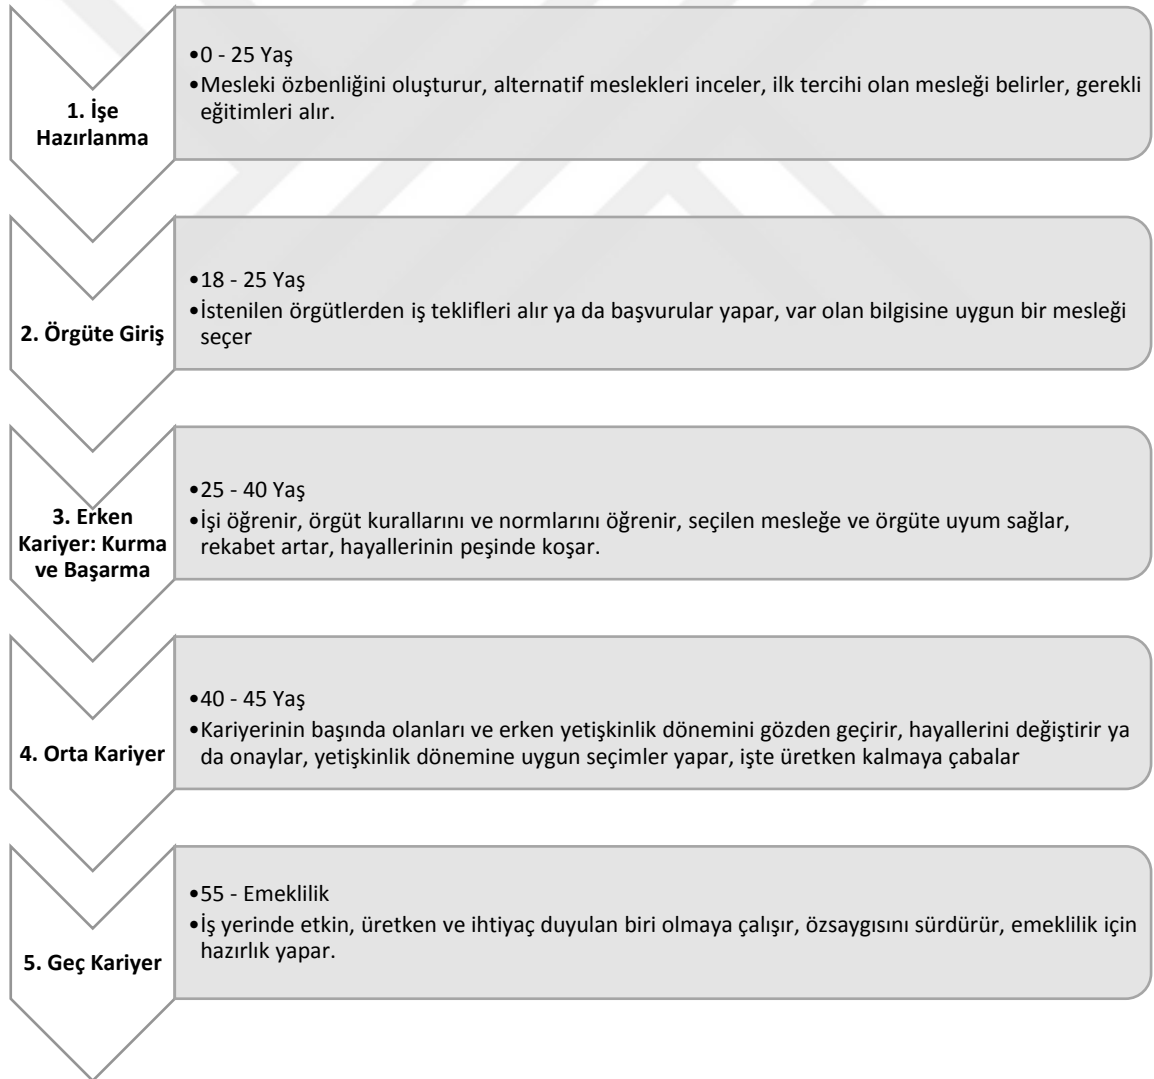 1. İşe
Hazırlanma
•0 - 25 Yaş
•Mesleki özbenliğini oluşturur, alternatif meslekleri inceler, ilk tercihi olan mesleği belirler, gerekli
eğitimleri alır.
2. Örgüte Giriş
•18 - 25 Yaş
•İstenilen örgütlerden iş teklifleri alır ya da başvurular yapar, var olan bilgisine uygun bir mesleği
seçer
3. Erken
Kariyer: Kurma
ve Başarma
•25 - 40 Yaş
•İşi öğrenir, örgüt kurallarını ve normlarını öğrenir, seçilen mesleğe ve örgüte uyum sağlar,
rekabet artar, hayallerinin peşinde koşar.
4. Orta Kariyer
•40 - 45 Yaş
•Kariyerinin başında olanları ve erken yetişkinlik dönemini gözden geçirir, hayallerini değiştirir ya
da onaylar, yetişkinlik dönemine uygun seçimler yapar, işte üretken kalmaya çabalar
5. Geç Kariyer
•55 - Emeklilik
•İş yerinde etkin, üretken ve ihtiyaç duyulan biri olmaya çalışır, özsaygısını sürdürür, emeklilik için
hazırlık yapar.